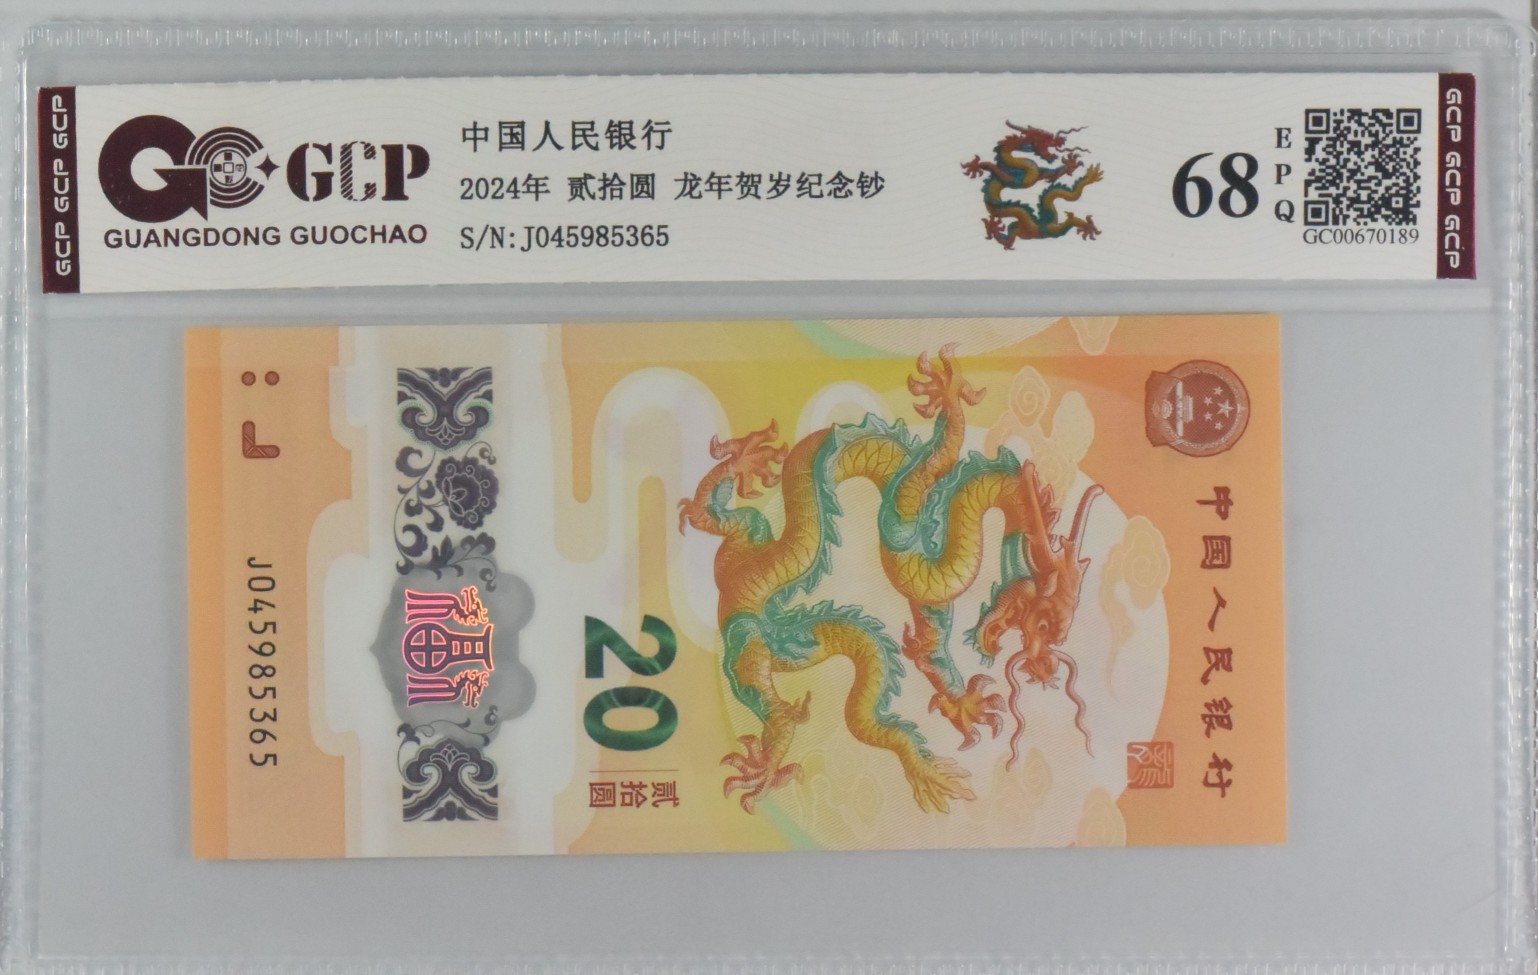 GCP GCP GCP
GCP
GUANGDONG GUOCHAO
中国人民银行
2024年 贰拾圆 龙年贺岁纪念钞
S/N:J045985365
68
EPQ
GC00670189
GCP GCP GCP
中国人民银行
20
贰拾圆
J045985365